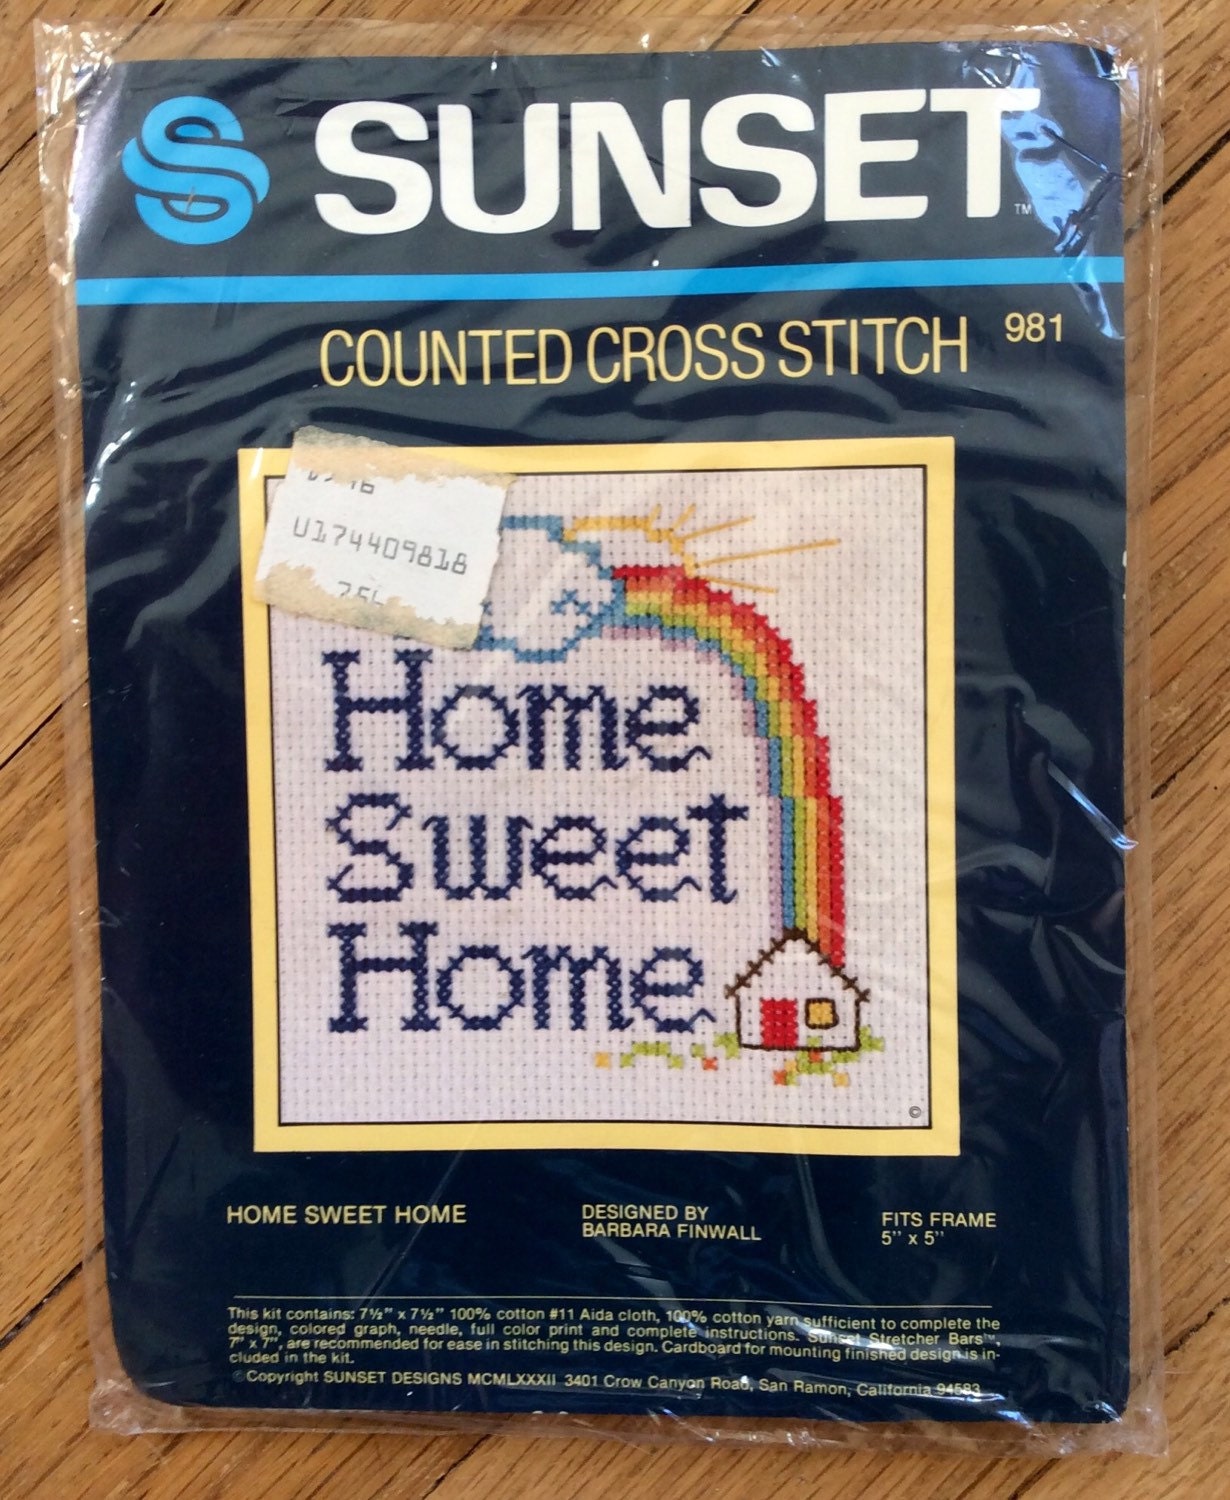 SUNSET™
COUNTED CROSS STITCH 981
U174409818
Home
Sweet
Home
©
HOME SWEET HOME
DESIGNED BY
BARBARA FINWALL
FITS FRAME
5" x 5"
This kit contains: 7½" x 7½" 100% cotton #11 Aida cloth, 100% cotton yarn sufficient to complete the
design, colored graph, needle, full color print and complete instructions. Sunset Stretcher Bars™,
7" x 7", are recommended for ease in stitching this design. Cardboard for mounting finished design is in-
cluded in the kit.
©Copyright SUNSET DESIGNS MCMLXXXII 3401 Crow Canyon Road, San Ramon, California 94583